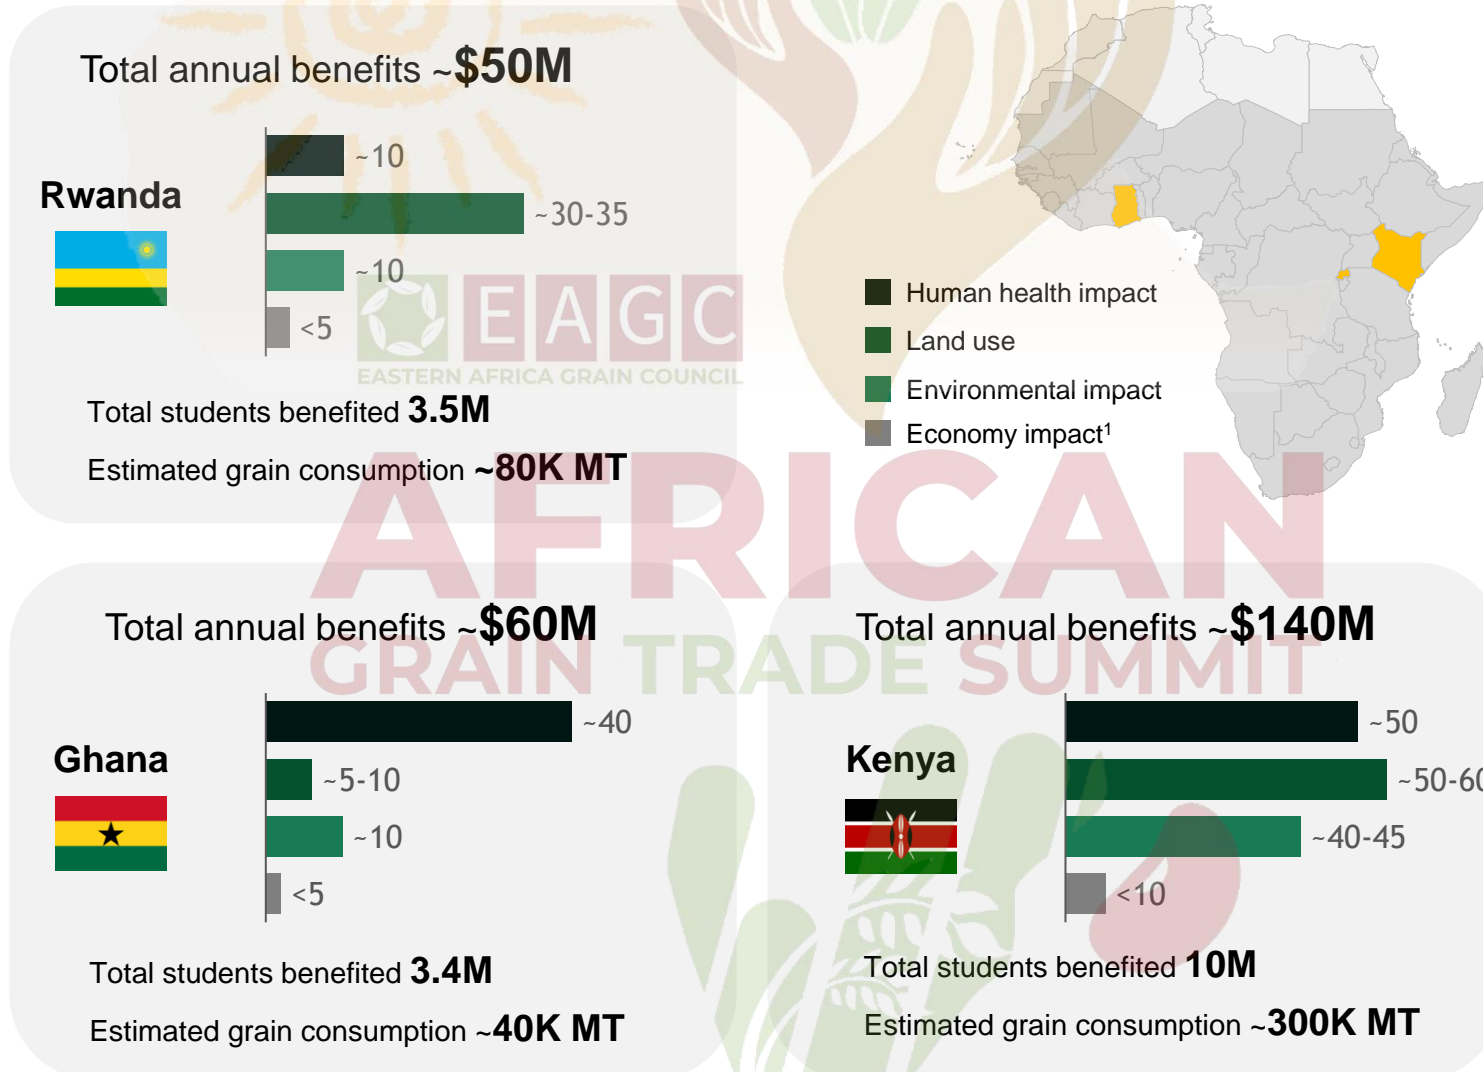 Total annual benefits ~$50M
Rwanda
~10
~30-35
~10
<5
EAGC
EASTERN AFRICA GRAIN COUNCIL
Total students benefited 3.5M
Estimated grain consumption ~80K MT
Human health impact
Land use
Environmental impact
Economy impact¹
AFRICAN
GRAIN TRADE SUMMIT
Total annual benefits ~$60M
Ghana
~40
~5-10
~10
<5
Total students benefited 3.4M
Estimated grain consumption ~40K MT
Total annual benefits ~$140M
Kenya
~50
~50-60
~40-45
<10
Total students benefited 10M
Estimated grain consumption ~300K MT